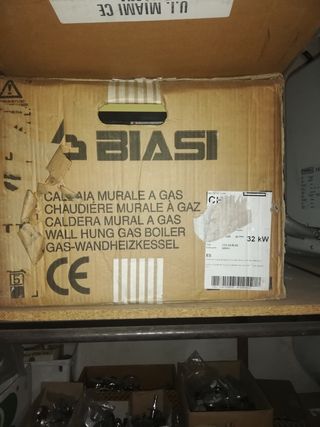 U.I. MIAMI CE
BIASI
CALDAIA MURALE A GAS
CHAUDIÈRE MURALE À GAZ
CALDERA MURAL A GAS
WALL HUNG GAS BOILER
GAS-WANDHEIZKESSEL
CE
32 kW
ES